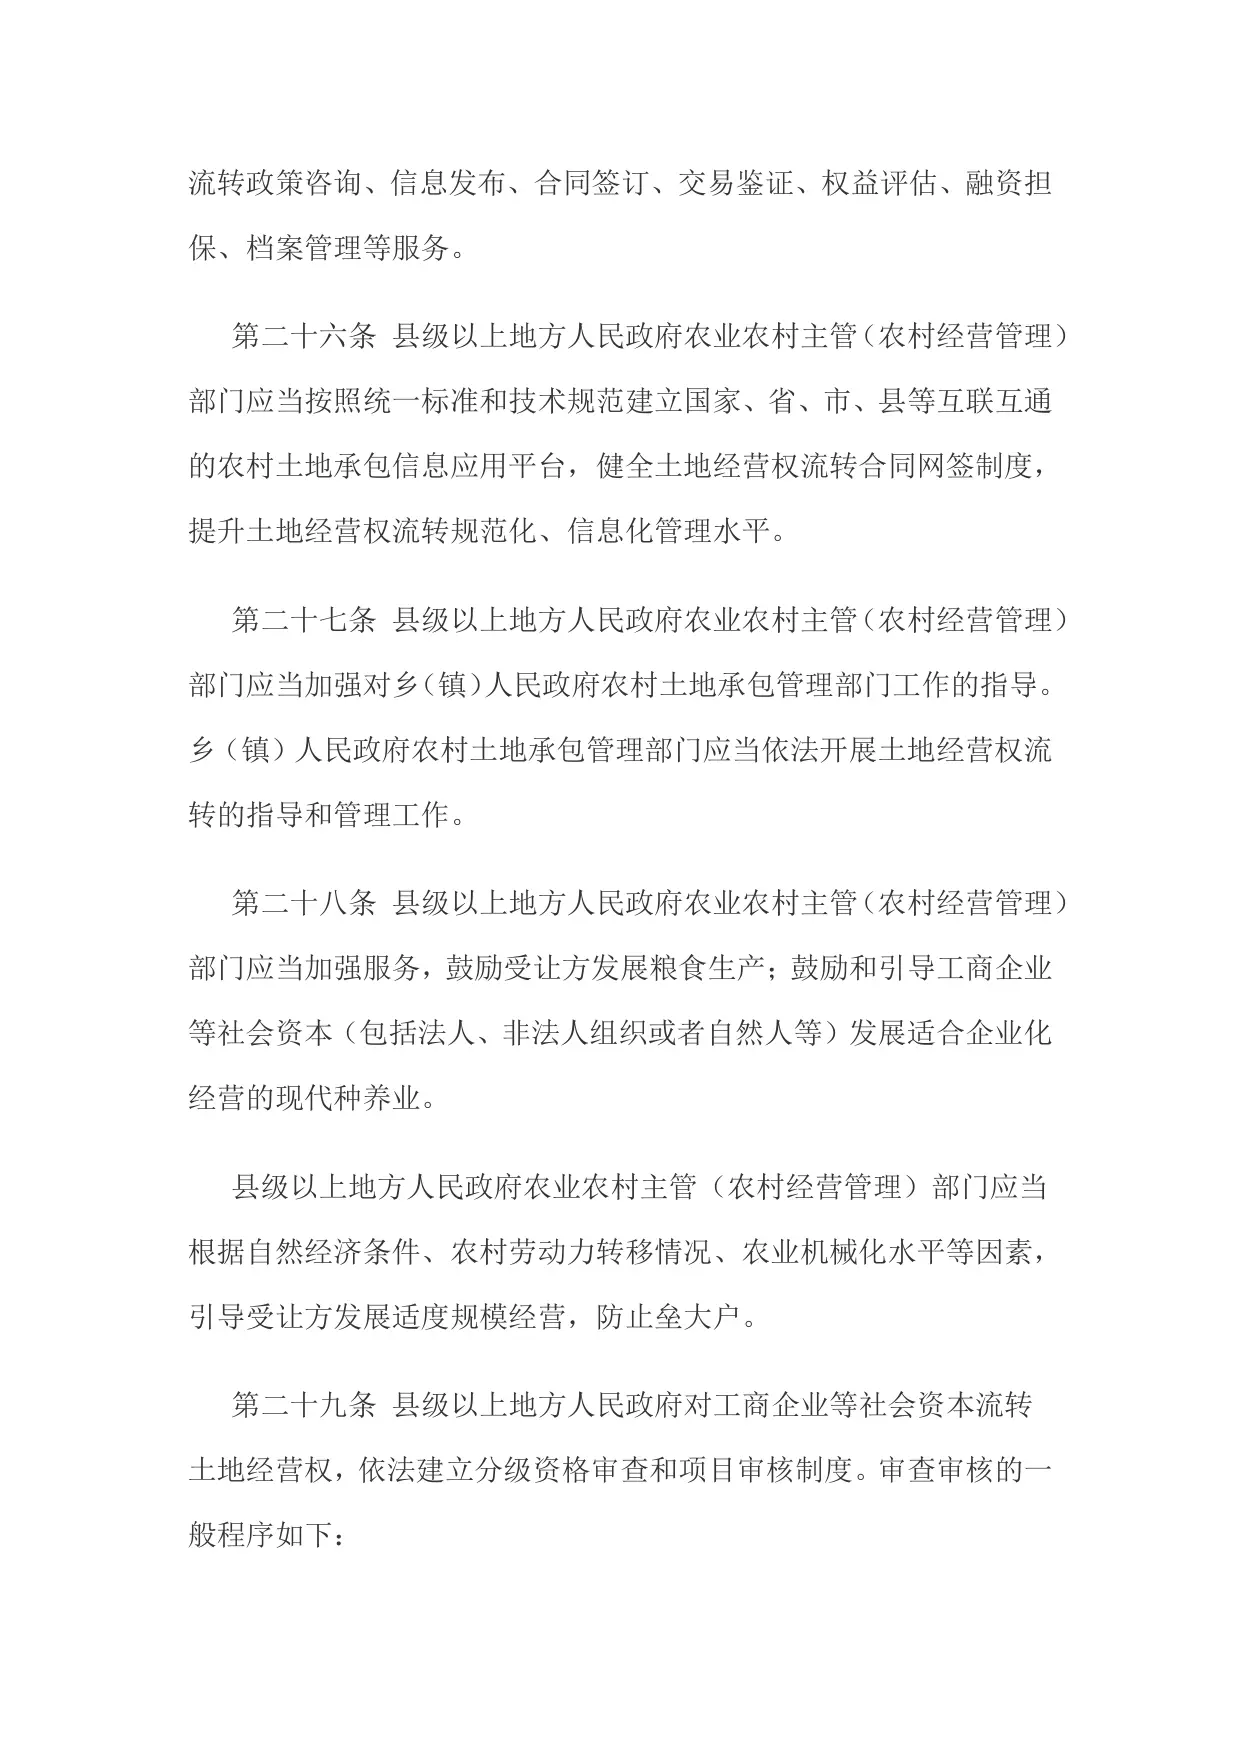 流转政策咨询、信息发布、合同签订、交易鉴证、权益评估、融资担
保、档案管理等服务。
第二十六条 县级以上地方人民政府农业农村主管（农村经营管理）
部门应当按照统一标准和技术规范建立国家、省、市、县等互联互通
的农村土地承包信息应用平台，健全土地经营权流转合同网签制度，
提升土地经营权流转规范化、信息化管理水平。
第二十七条 县级以上地方人民政府农业农村主管（农村经营管理）
部门应当加强对乡（镇）人民政府农村土地承包管理部门工作的指导。
乡（镇）人民政府农村土地承包管理部门应当依法开展土地经营权流
转的指导和管理工作。
第二十八条 县级以上地方人民政府农业农村主管（农村经营管理）
部门应当加强服务，鼓励受让方发展粮食生产；鼓励和引导工商企业
等社会资本（包括法人、非法人组织或者自然人等）发展适合企业化
经营的现代种养业。
县级以上地方人民政府农业农村主管（农村经营管理）部门应当
根据自然经济条件、农村劳动力转移情况、农业机械化水平等因素，
引导受让方发展适度规模经营，防止垒大户。
第二十九条 县级以上地方人民政府对工商企业等社会资本流转
土地经营权，依法建立分级资格审查和项目审核制度。审查审核的一
般程序如下：